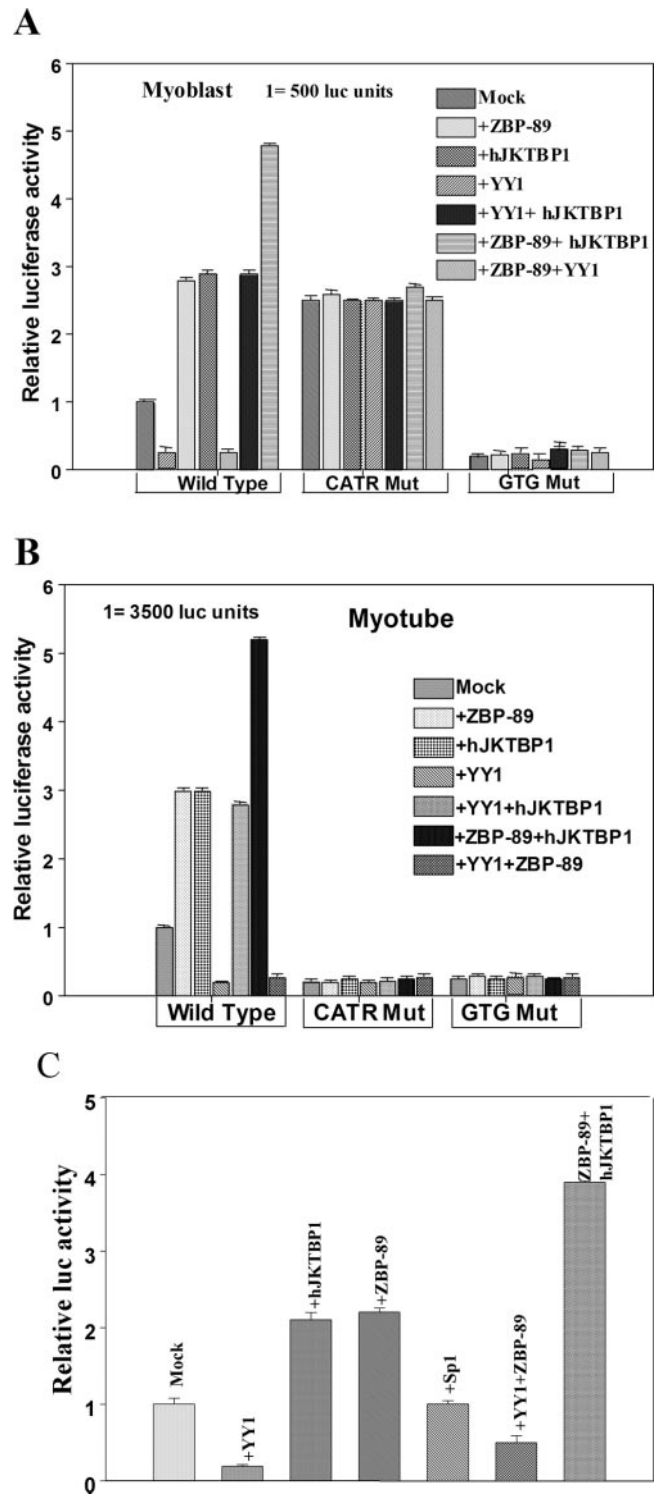 A
Relative luciferase activity
6
5
4
3
2
1
0
Myoblast 1= 500 luc units
Mock
+ZBP-89
+hJKTBP1
+YY1
+YY1+ hJKTBP1
+ZBP-89+ hJKTBP1
+ZBP-89+YY1
Wild Type CATR Mut GTG Mut
B
Relative luciferase activity
6
5
4
3
2
1
0
1= 3500 luc units Myotube
Mock
+ZBP-89
+hJKTBP1
+YY1
+YY1+hJKTBP1
+ZBP-89+hJKTBP1
+YY1+ZBP-89
Wild Type CATR Mut GTG Mut
C
Relative luc activity
5
4
3
2
1
0
Mock
+YY1
+hJKTBP1
+ZBP-89
+Sp1
+YY1+ZBP-89
ZBP-89+
hJKTBP1